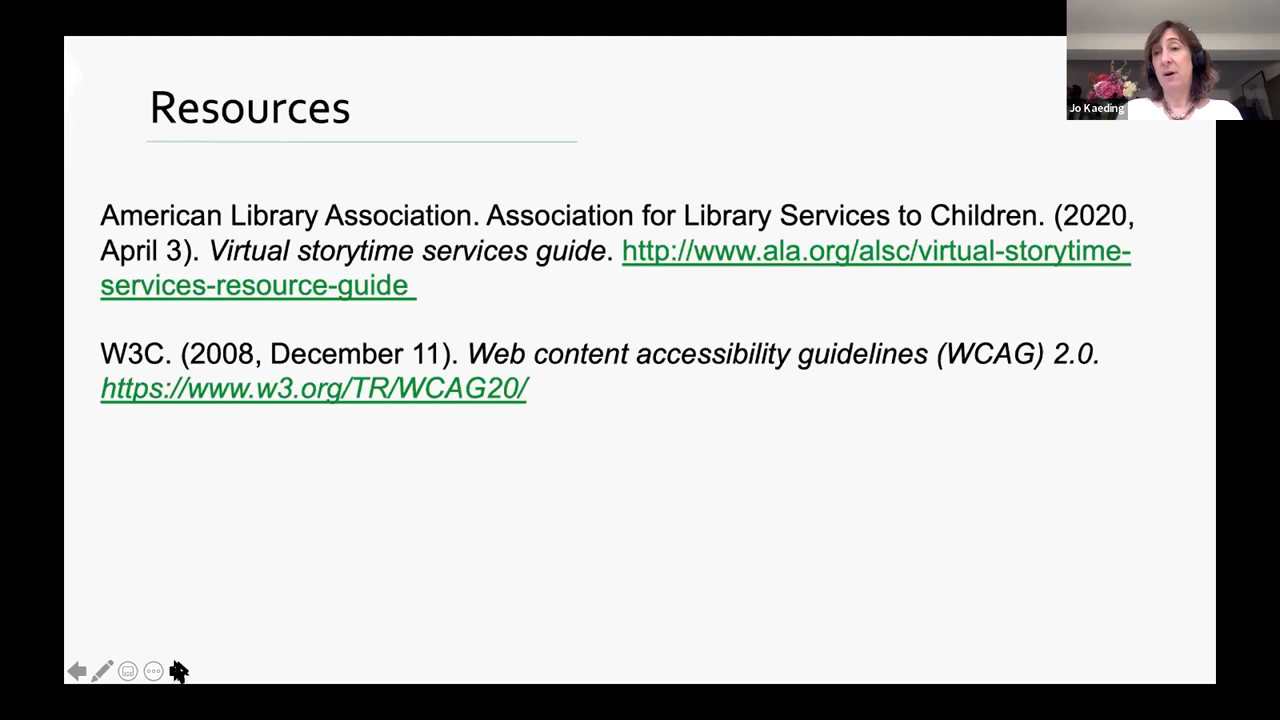 Resources
Jo Kaeding
American Library Association. Association for Library Services to Children. (2020,
April 3). Virtual storytime services guide. http://www.ala.org/alsc/virtual-storytime-
services-resource-guide
W3C. (2008, December 11). Web content accessibility guidelines (WCAG) 2.0.
https://www.w3.org/TR/WCAG20/